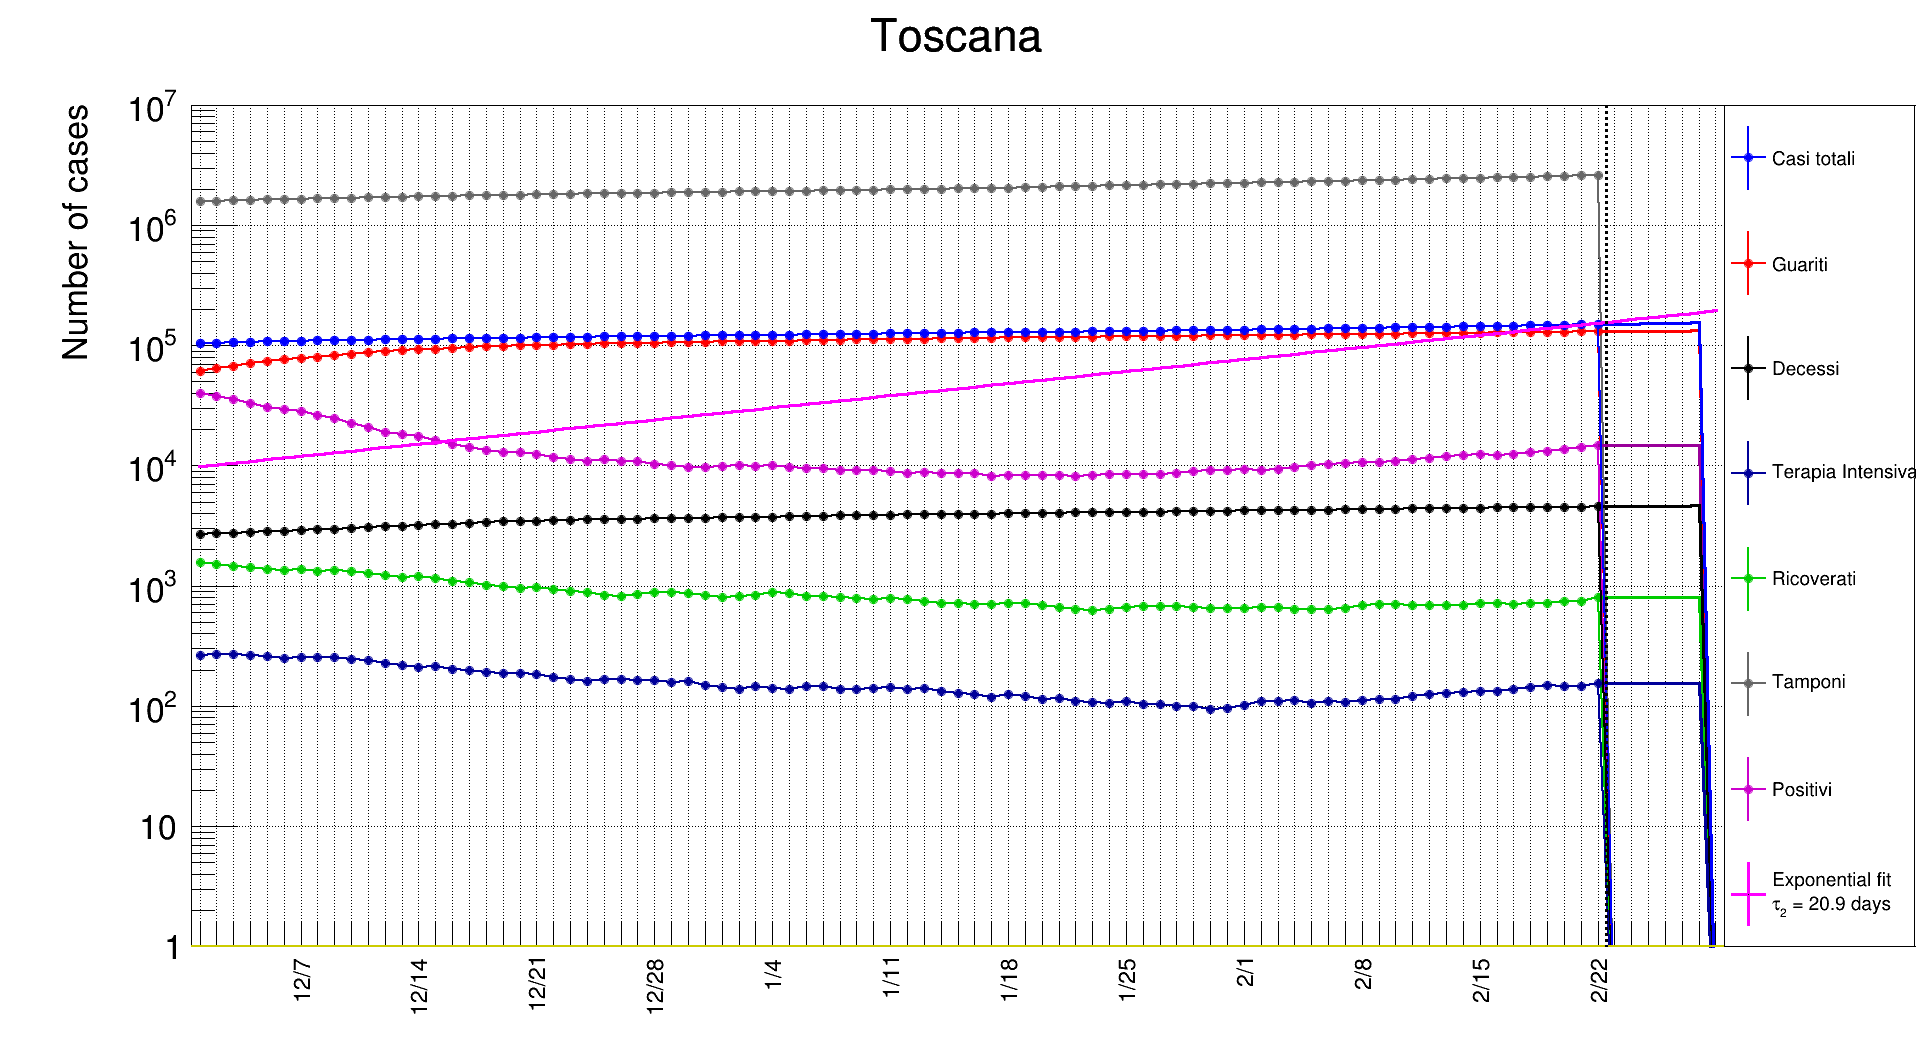 Toscana
Number of cases
10^7
10^6
10^5
10^4
10^3
10^2
10
1
12/7
12/14
12/21
12/28
1/4
1/11
1/18
1/25
2/1
2/8
2/15
2/22
Casi totali
Guariti
Decessi
Terapia Intensiva
Ricoverati
Tamponi
Positivi
Exponential fit
τ₂ = 20.9 days